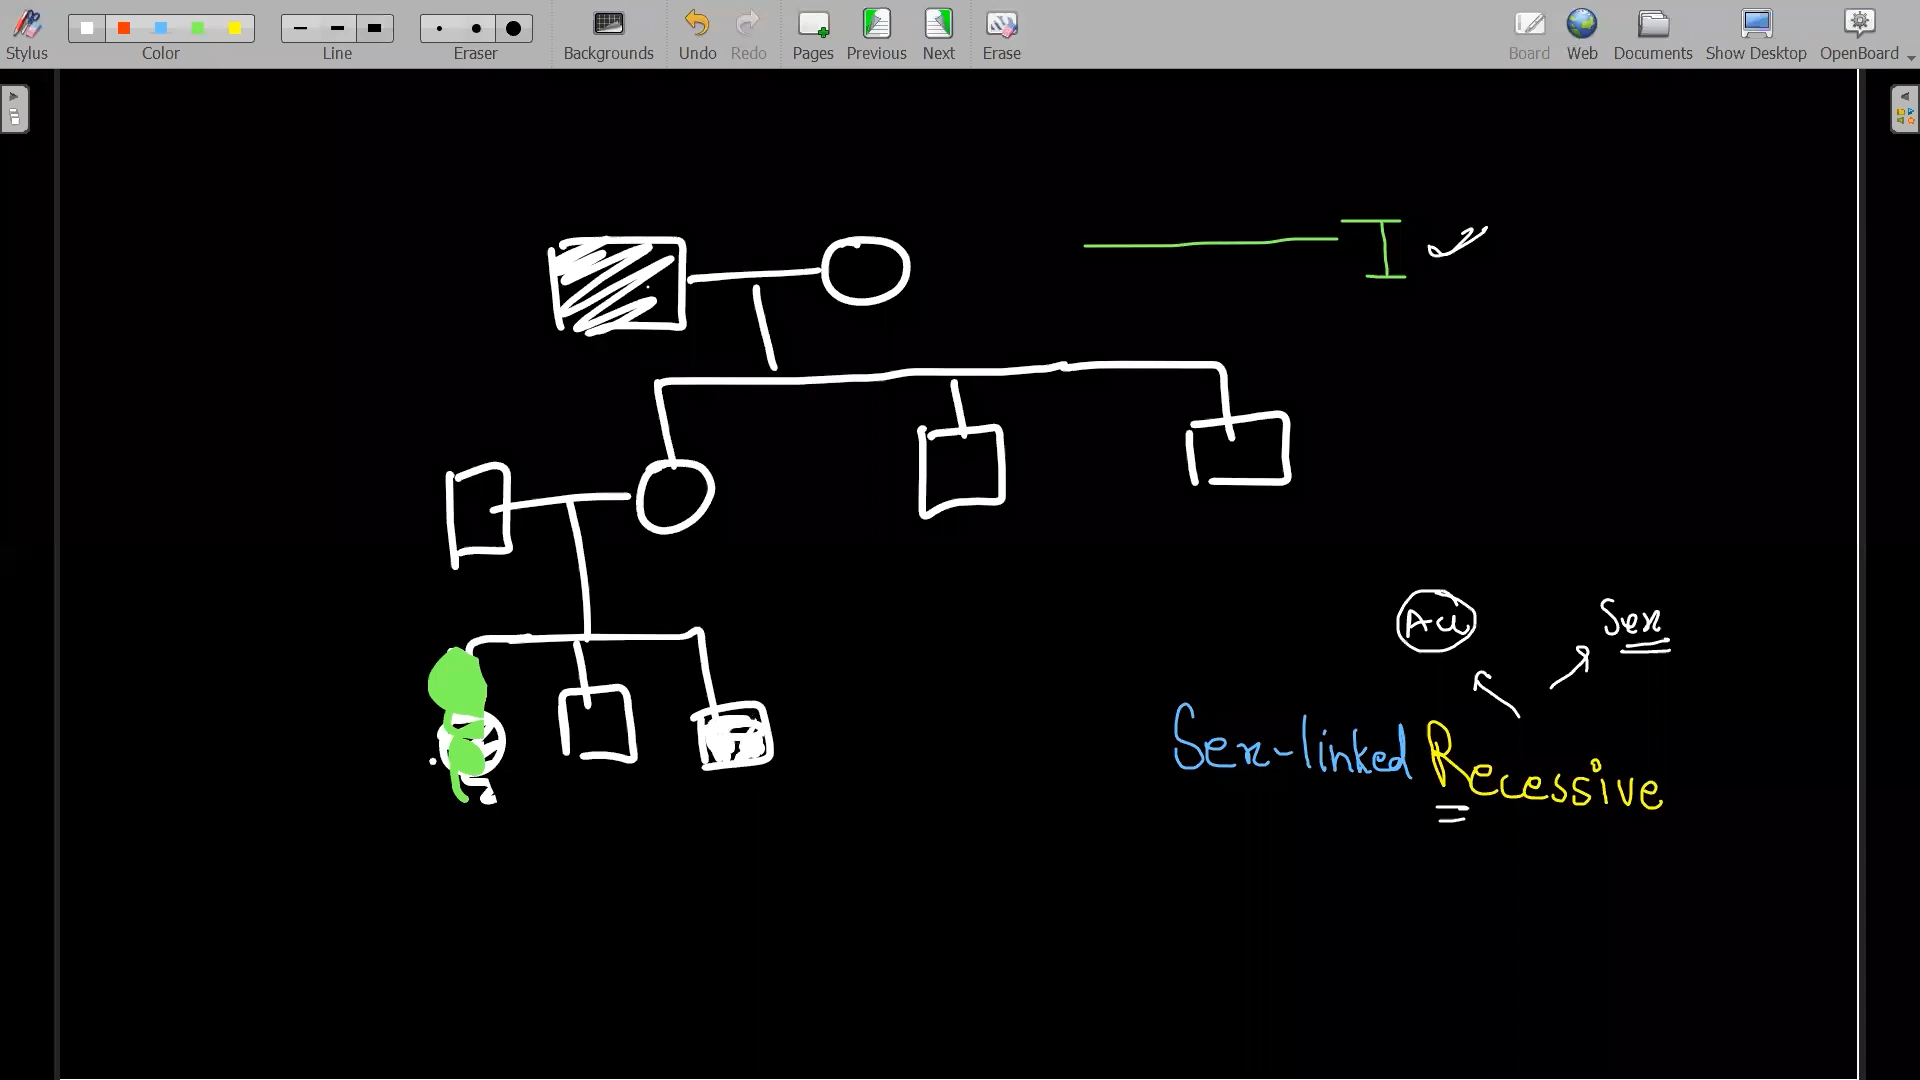 Stylus
Color
Line
Eraser
Backgrounds
Undo
Redo
Pages
Previous
Next
Erase
Board
Web
Documents
Show Desktop
OpenBoard
I
Sex
Sex-linked Recessive